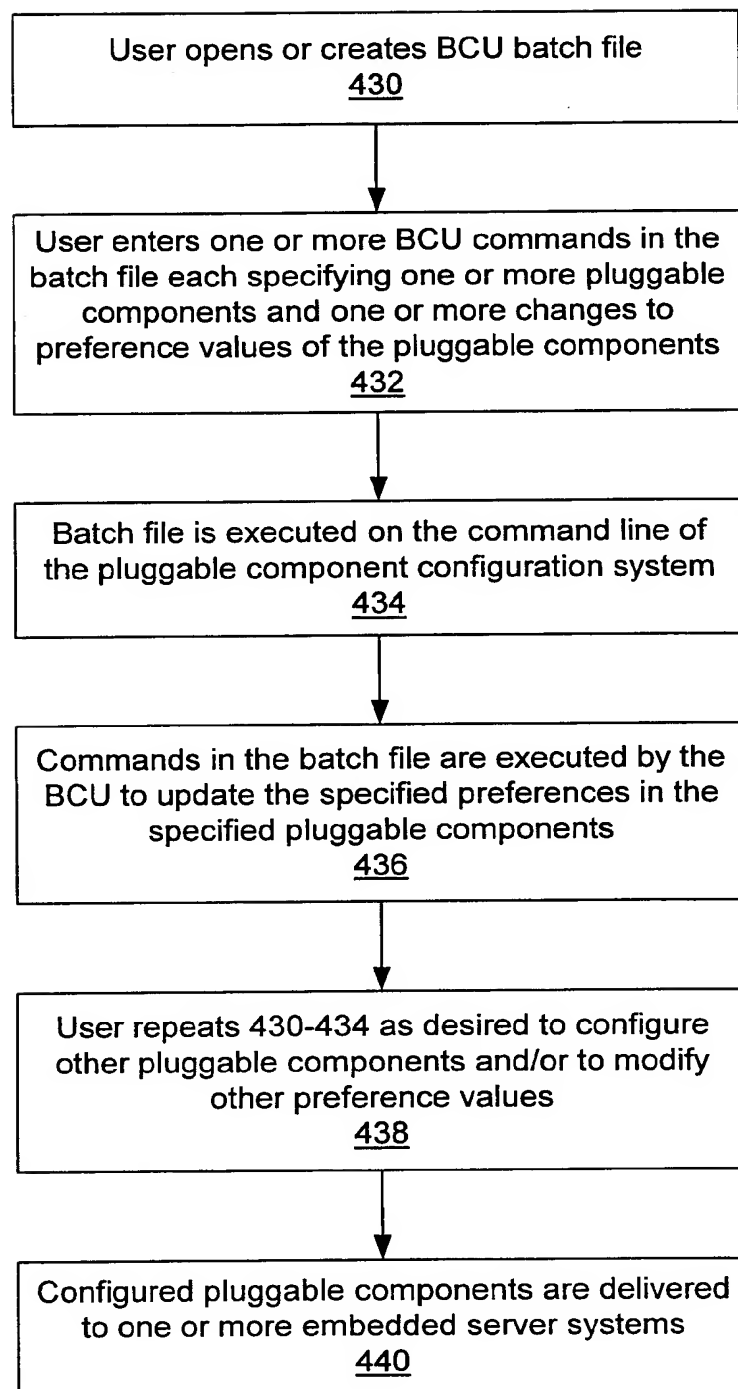 User opens or creates BCU batch file
430
User enters one or more BCU commands in the
batch file each specifying one or more pluggable
components and one or more changes to
preference values of the pluggable components
432
Batch file is executed on the command line of
the pluggable component configuration system
434
Commands in the batch file are executed by the
BCU to update the specified preferences in the
specified pluggable components
436
User repeats 430-434 as desired to configure
other pluggable components and/or to modify
other preference values
438
Configured pluggable components are delivered
to one or more embedded server systems
440